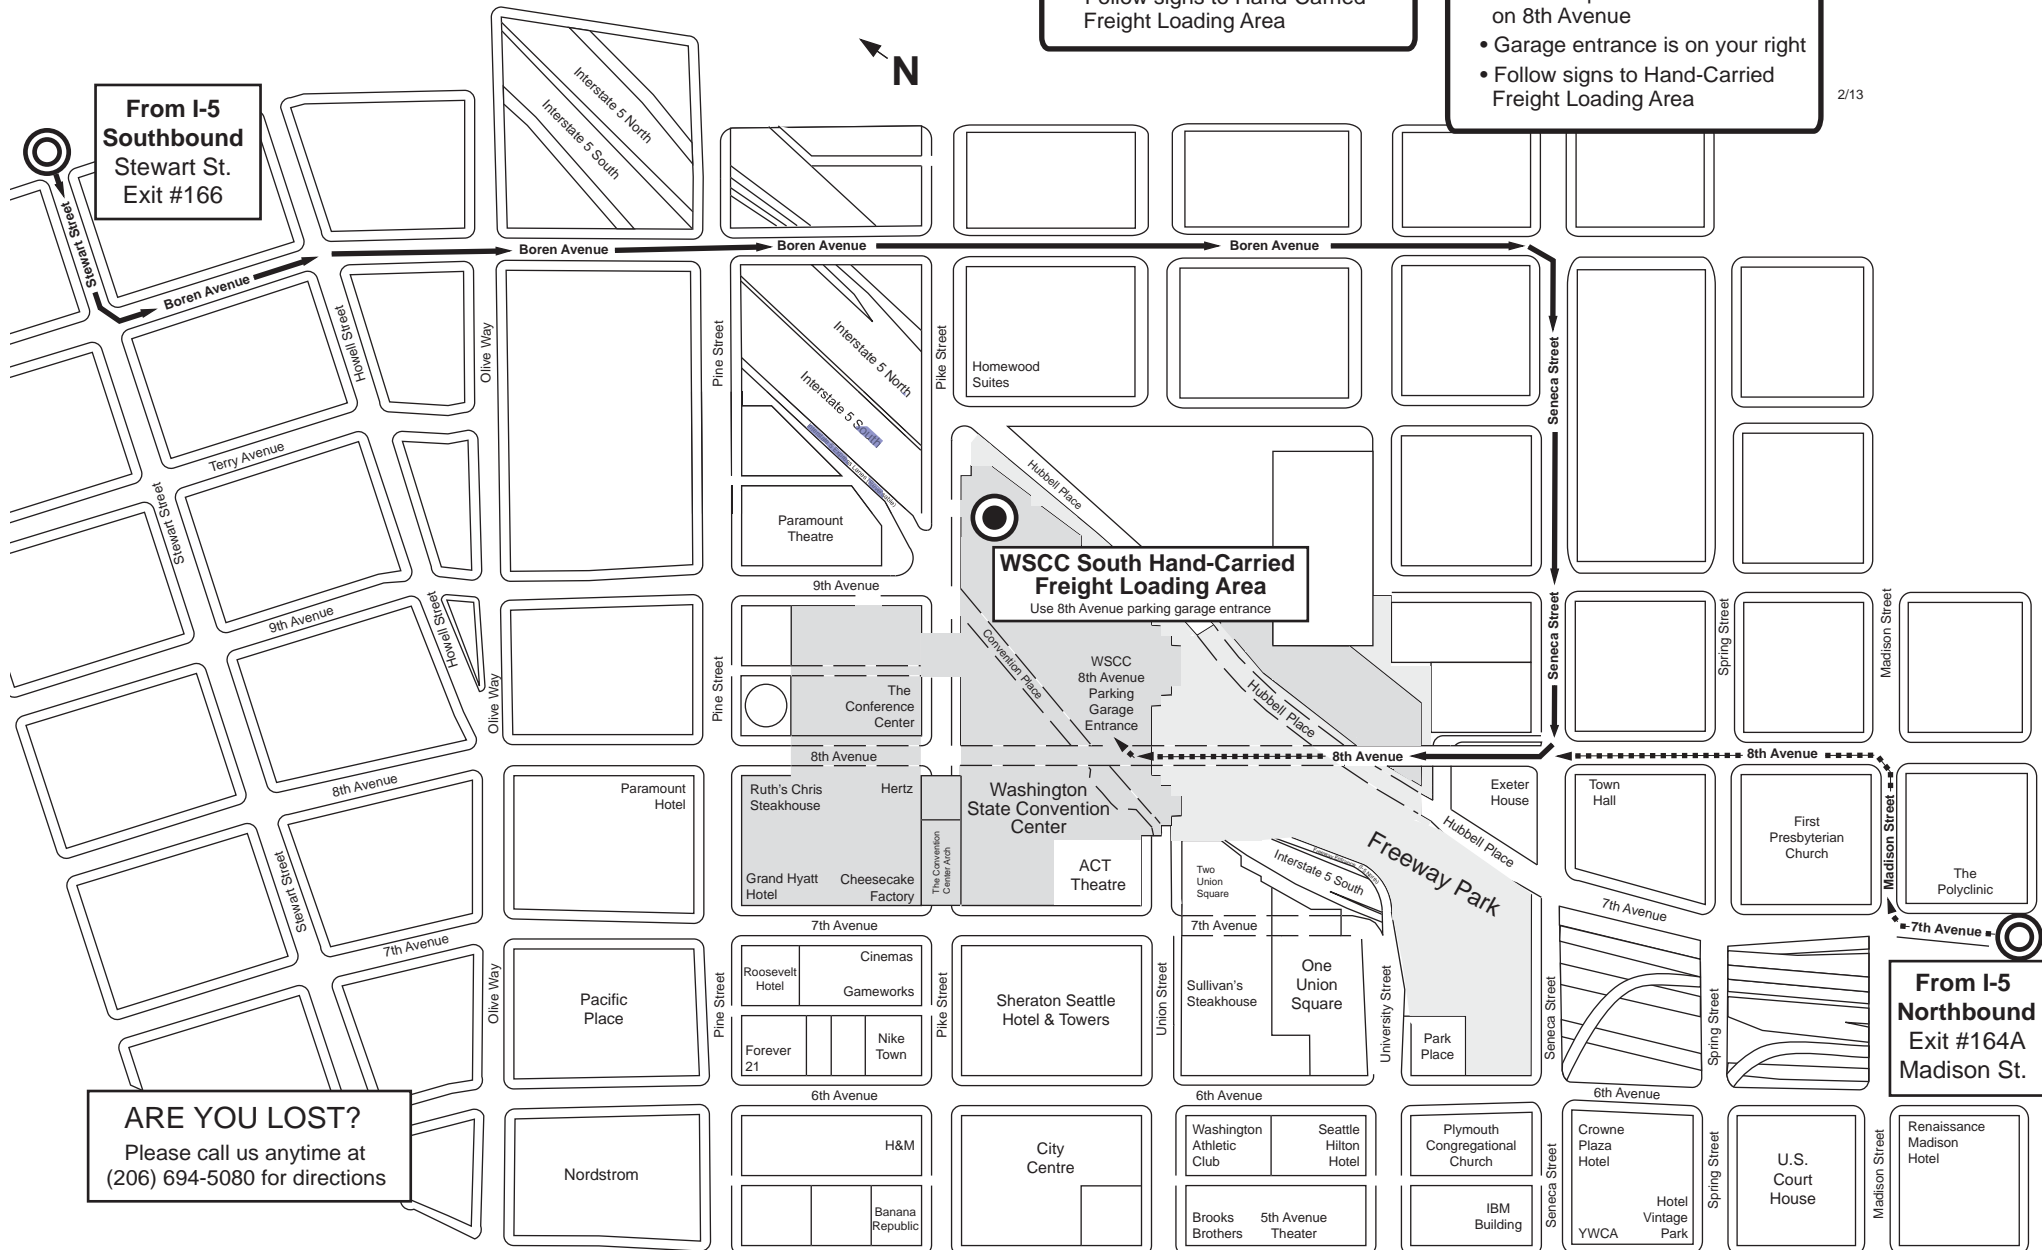 Follow signs to Hand-Carried
Freight Loading Area
on 8th Avenue
• Garage entrance is on your right
• Follow signs to Hand-Carried
Freight Loading Area
2/13
N
From I-5
Southbound
Stewart St.
Exit #166
Interstate 5 North
Interstate 5 South
Stewart Street
Boren Avenue
Boren Avenue
Boren Avenue
Boren Avenue
Howell Street
Olive Way
Pine Street
Interstate 5 North
Interstate 5 South
Pike Street
Homewood
Suites
Seneca Street
Terry Avenue
Stewart Street
Hubbell Place
Paramount
Theatre
WSCC South Hand-Carried
Freight Loading Area
Use 8th Avenue parking garage entrance
9th Avenue
9th Avenue
Howell Street
Olive Way
Pine Street
The
Conference
Center
Convention Place
WSCC
8th Avenue
Parking
Garage
Entrance
Hubbell Place
Seneca Street
Spring Street
Madison Street
8th Avenue
8th Avenue
8th Avenue
8th Avenue
Paramount
Hotel
Ruth's Chris
Steakhouse
Hertz
Washington
State Convention
Center
The Convention
Center Arch
Grand Hyatt
Hotel
Cheesecake
Factory
ACT
Theatre
Two
Union
Square
Interstate 5 South
Freeway Park
Hubbell Place
Exeter
House
Town
Hall
First
Presbyterian
Church
Madison Street
The
Polyclinic
Stewart Street
7th Avenue
7th Avenue
7th Avenue
7th Avenue
7th Avenue
Olive Way
Pacific
Place
Pine Street
Roosevelt
Hotel
Cinemas
Gameworks
Forever
21
Nike
Town
Pike Street
Sheraton Seattle
Hotel & Towers
Union Street
Sullivan's
Steakhouse
One
Union
Square
University Street
Park
Place
Seneca Street
Spring Street
From I-5
Northbound
Exit #164A
Madison St.
6th Avenue
6th Avenue
6th Avenue
ARE YOU LOST?
Please call us anytime at
(206) 694-5080 for directions
Nordstrom
H&M
Banana
Republic
City
Centre
Washington
Athletic
Club
Seattle
Hilton
Hotel
Brooks
Brothers
5th Avenue
Theater
Plymouth
Congregational
Church
IBM
Building
Seneca Street
Crowne
Plaza
Hotel
Hotel
Vintage
Park
YWCA
Spring Street
U.S.
Court
House
Madison Street
Renaissance
Madison
Hotel